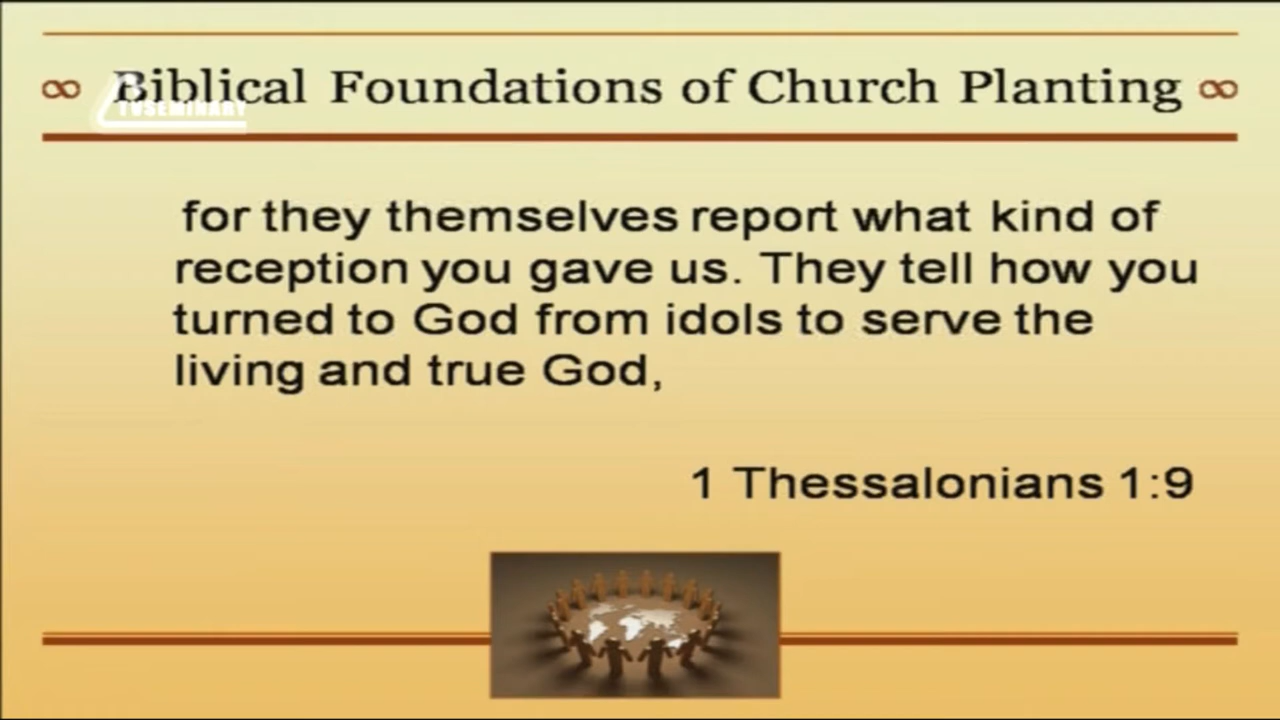 ∞ Biblical Foundations of Church Planting ∞
TVSEMINARY
for they themselves report what kind of
reception you gave us. They tell how you
turned to God from idols to serve the
living and true God,
1 Thessalonians 1:9